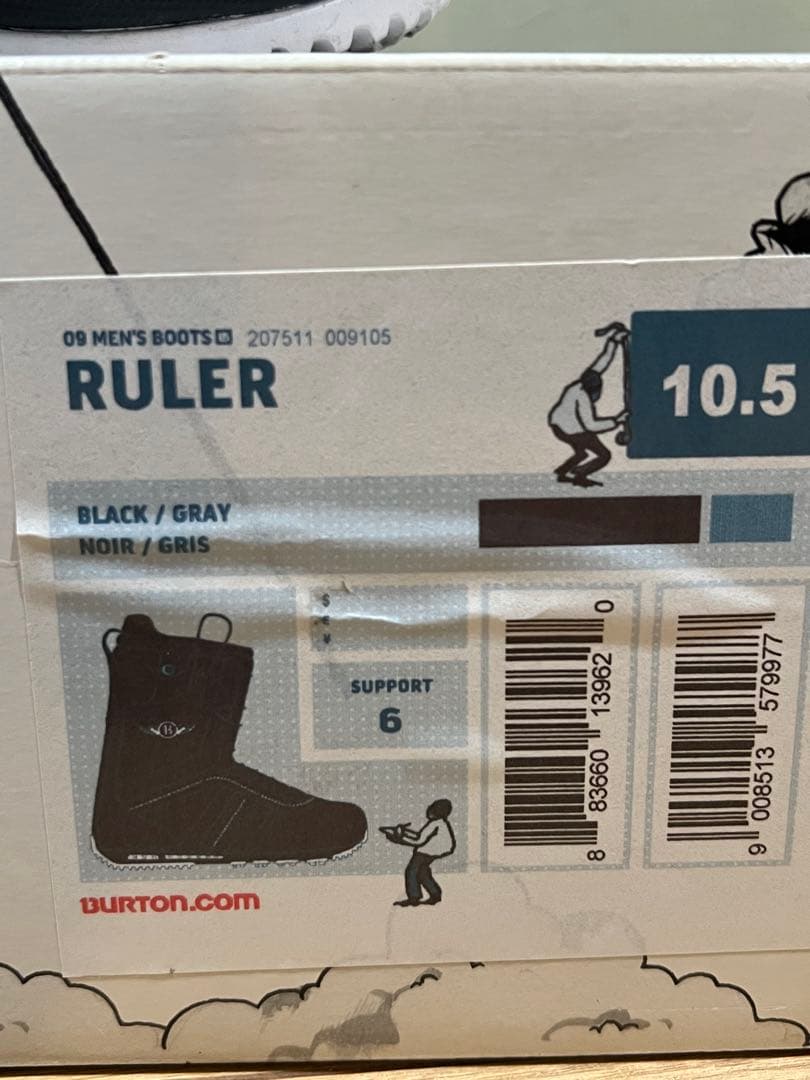 09 MEN'S BOOTS 207511 009105
RULER
10.5
BLACK / GRAY
NOIR / GRIS
SUPPORT
6
8 83660 13962 0
9 008513 579977
BURTON.COM